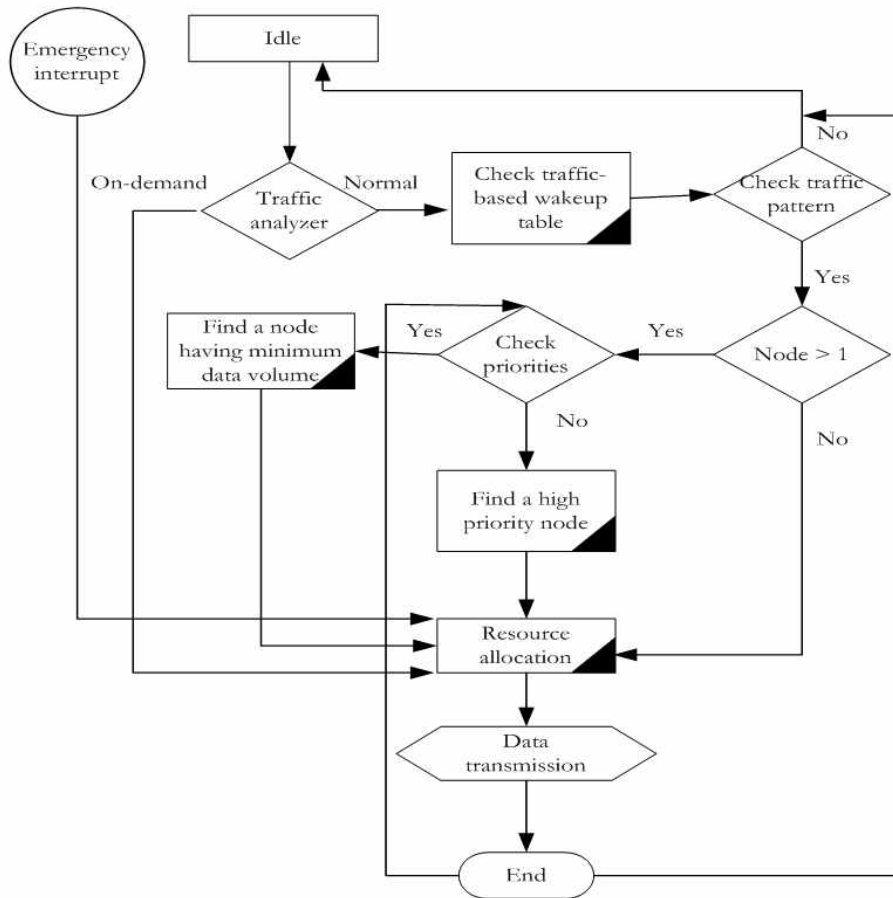 Emergency
interrupt
Idle
No
On-demand
Traffic
analyzer
Normal
Check traffic-
based wakeup
table
Check traffic
pattern
Yes
Find a node
having minimum
data volume
Yes
Check
priorities
Yes
Node > 1
No
No
Find a high
priority node
Resource
allocation
Data
transmission
End